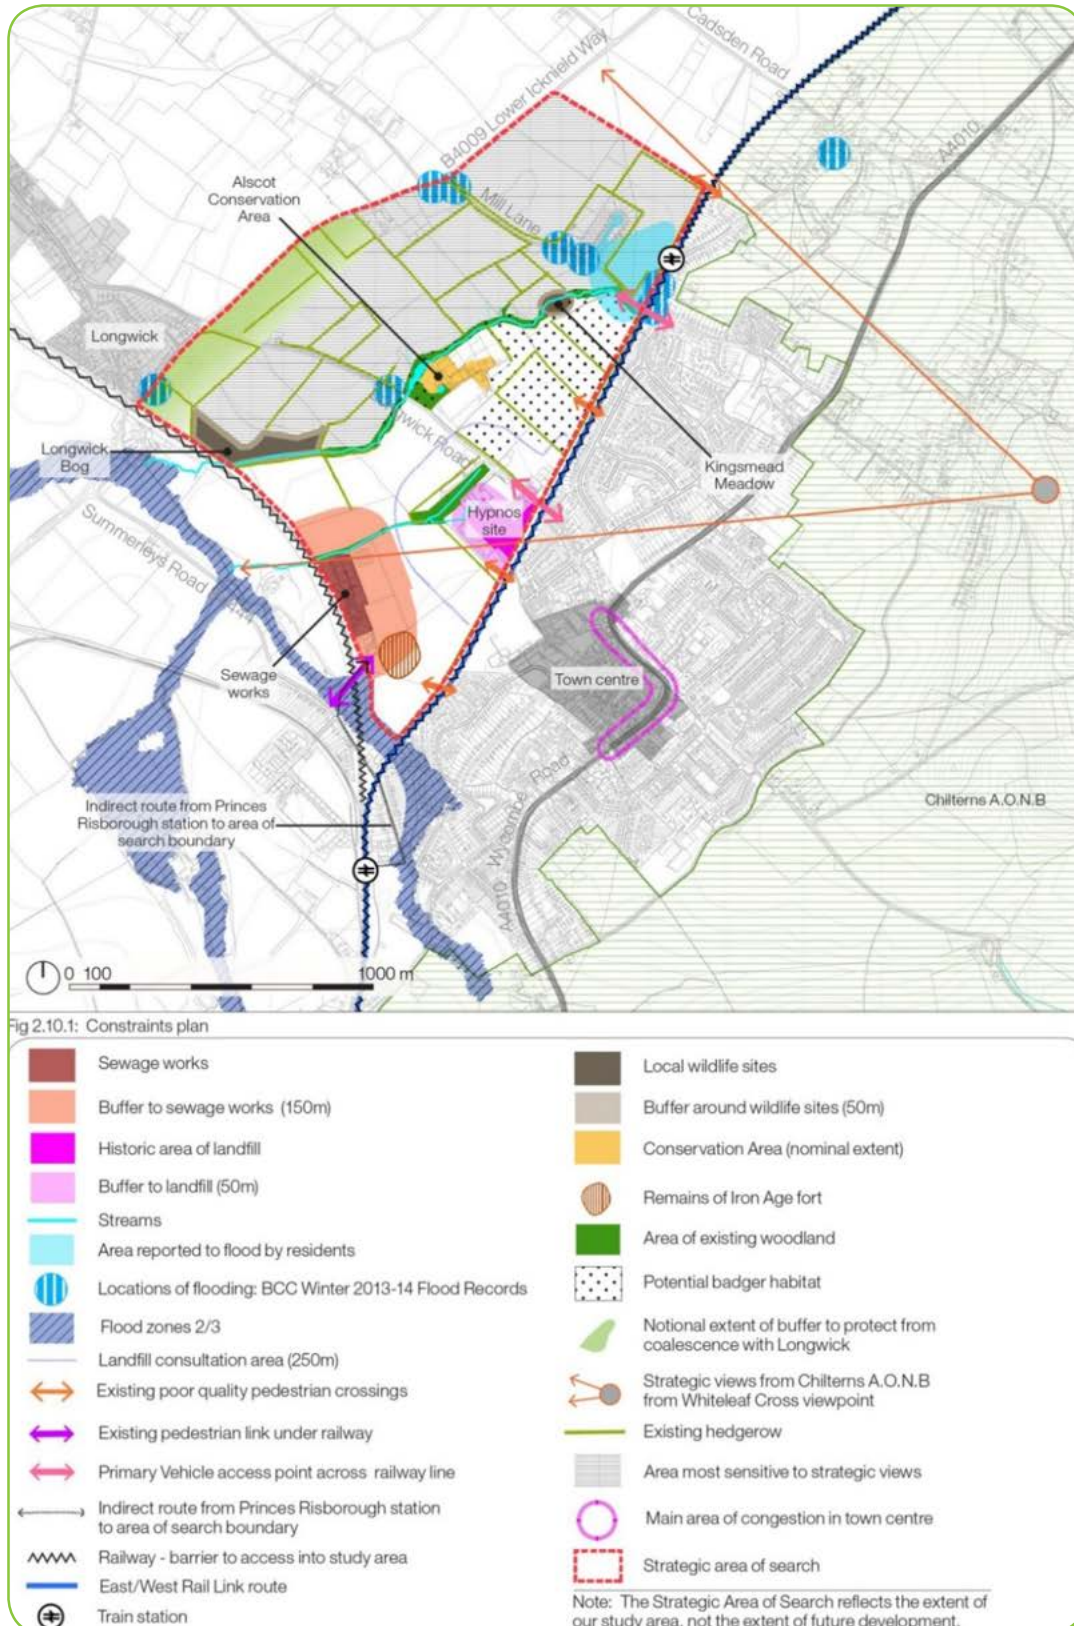 Cadsden Road
B4009 Lower Icknield Way
A4010
Alscot
Conservation
Area
Mill Lane
Longwick
Longwick
Bog
Road
Kingsmead
Meadow
Hypnos
site
Summerleys Road
Sewage
works
Town centre
Indirect route from Princes
Risborough station to area of
search boundary
A4010 Wycombe Road
Chilterns A.O.N.B
0 100 1000 m
Fig 2.10.1: Constraints plan
Sewage works
Buffer to sewage works (150m)
Historic area of landfill
Buffer to landfill (50m)
Streams
Area reported to flood by residents
Locations of flooding: BCC Winter 2013-14 Flood Records
Flood zones 2/3
Landfill consultation area (250m)
Existing poor quality pedestrian crossings
Existing pedestrian link under railway
Primary Vehicle access point across railway line
Indirect route from Princes Risborough station
to area of search boundary
Railway - barrier to access into study area
East/West Rail Link route
Train station
Local wildlife sites
Buffer around wildlife sites (50m)
Conservation Area (nominal extent)
Remains of Iron Age fort
Area of existing woodland
Potential badger habitat
Notional extent of buffer to protect from
coalescence with Longwick
Strategic views from Chilterns A.O.N.B
from Whiteleaf Cross viewpoint
Existing hedgerow
Area most sensitive to strategic views
Main area of congestion in town centre
Strategic area of search
Note: The Strategic Area of Search reflects the extent of
our study area, not the extent of future development.